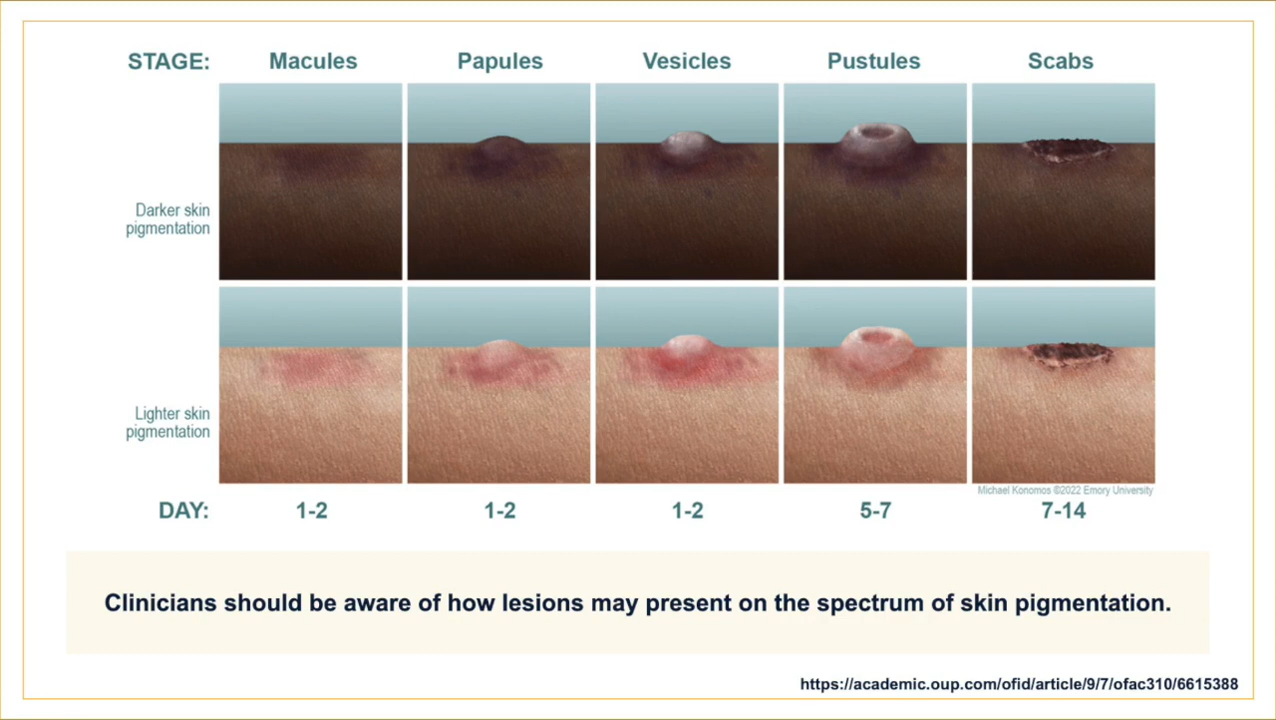 STAGE: Macules Papules Vesicles Pustules Scabs
Darker skin
pigmentation
Lighter skin
pigmentation
Michael Konomos ©2022 Emory University
DAY: 1-2 1-2 1-2 5-7 7-14
Clinicians should be aware of how lesions may present on the spectrum of skin pigmentation.
https://academic.oup.com/ofid/article/9/7/ofac310/6615388